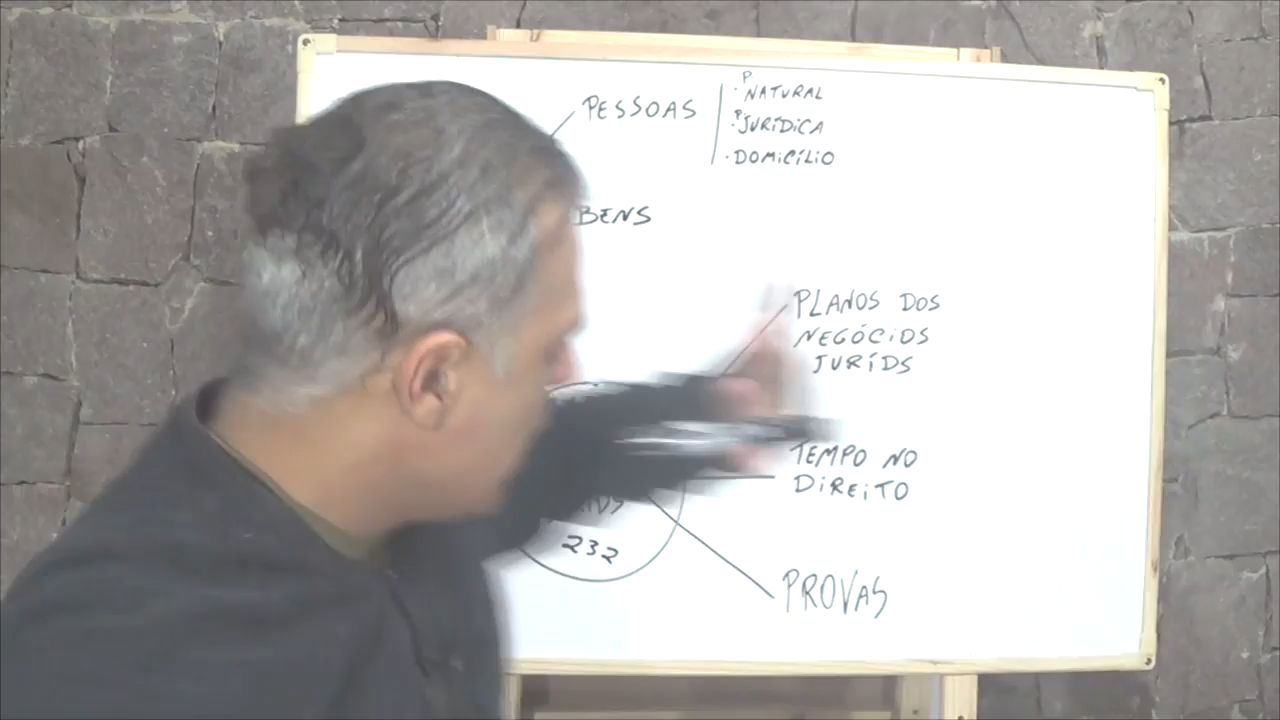 PESSOAS
P
. NATURAL
P
. JURÍDICA
. DOMICÍLIO
BENS
PLANOS DOS
NEGÓCIOS
JURÍDS
TEMPO NO
DIREITO
232
PROVAS